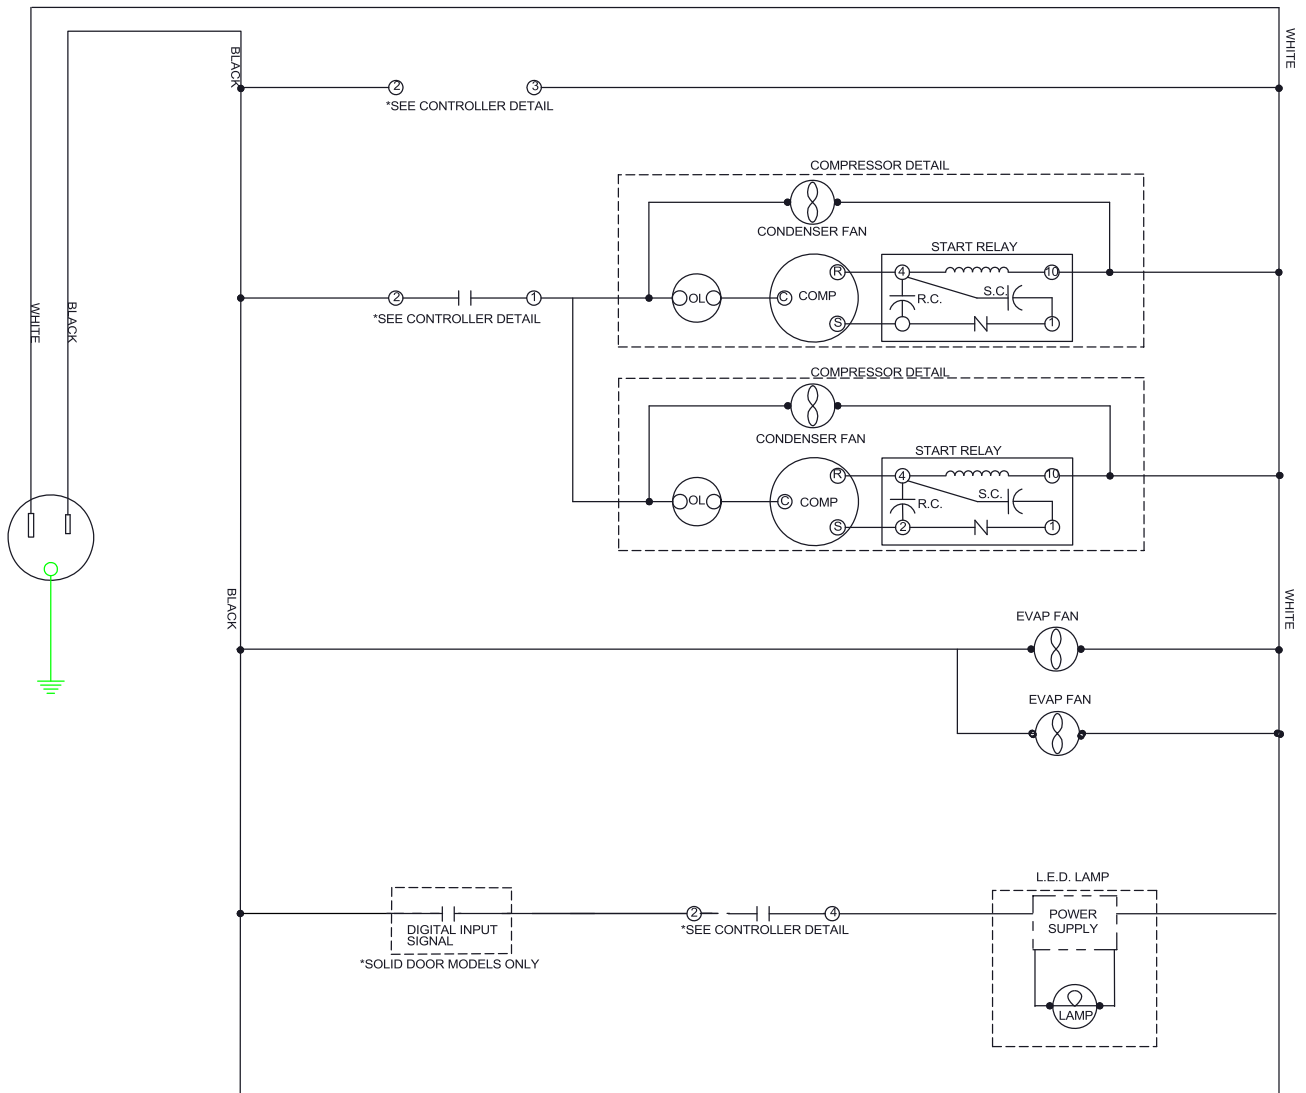 WHITE
BLACK
2
3
*SEE CONTROLLER DETAIL
COMPRESSOR DETAIL
CONDENSER FAN
START RELAY
R
4
10
S.C.
R.C.
OL
C
COMP
S
1
2
1
*SEE CONTROLLER DETAIL
WHITE
BLACK
COMPRESSOR DETAIL
CONDENSER FAN
START RELAY
R
4
10
S.C.
R.C.
OL
C
COMP
S
2
1
BLACK
WHITE
EVAP FAN
EVAP FAN
L.E.D. LAMP
POWER
SUPPLY
2
4
*SEE CONTROLLER DETAIL
DIGITAL INPUT
SIGNAL
*SOLID DOOR MODELS ONLY
LAMP